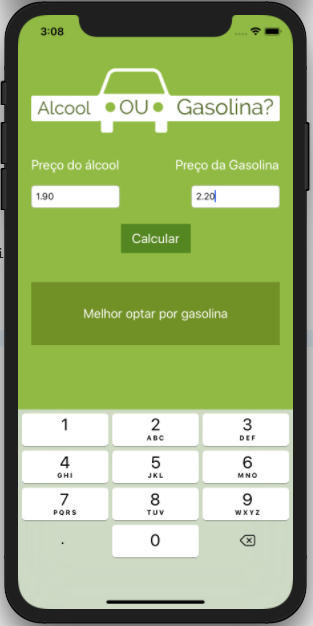 3:08
Alcool OU Gasolina?
Preço do álcool Preço da Gasolina
1.90 2.20
Calcular
Melhor optar por gasolina
1 2 3
ABC DEF
4 5 6
GHI JKL MNO
7 8 9
PQRS TUV WXYZ
. 0